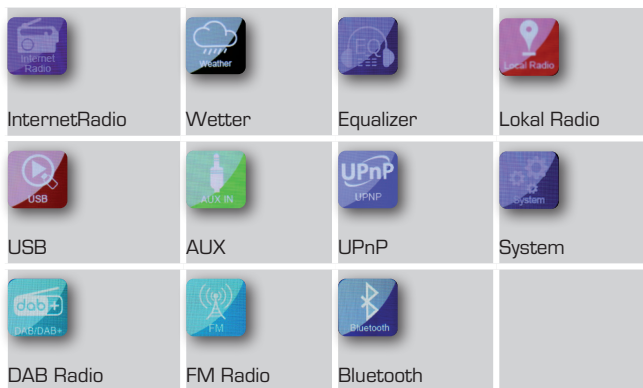 Internet
Radio
Weather
EQ
Local Radio
InternetRadio
Wetter
Equalizer
Lokal Radio
USB
AUX IN
UPnP
UPNP
System
USB
AUX
UPnP
System
dab+
DAB/DAB+
FM
Bluetooth
DAB Radio
FM Radio
Bluetooth